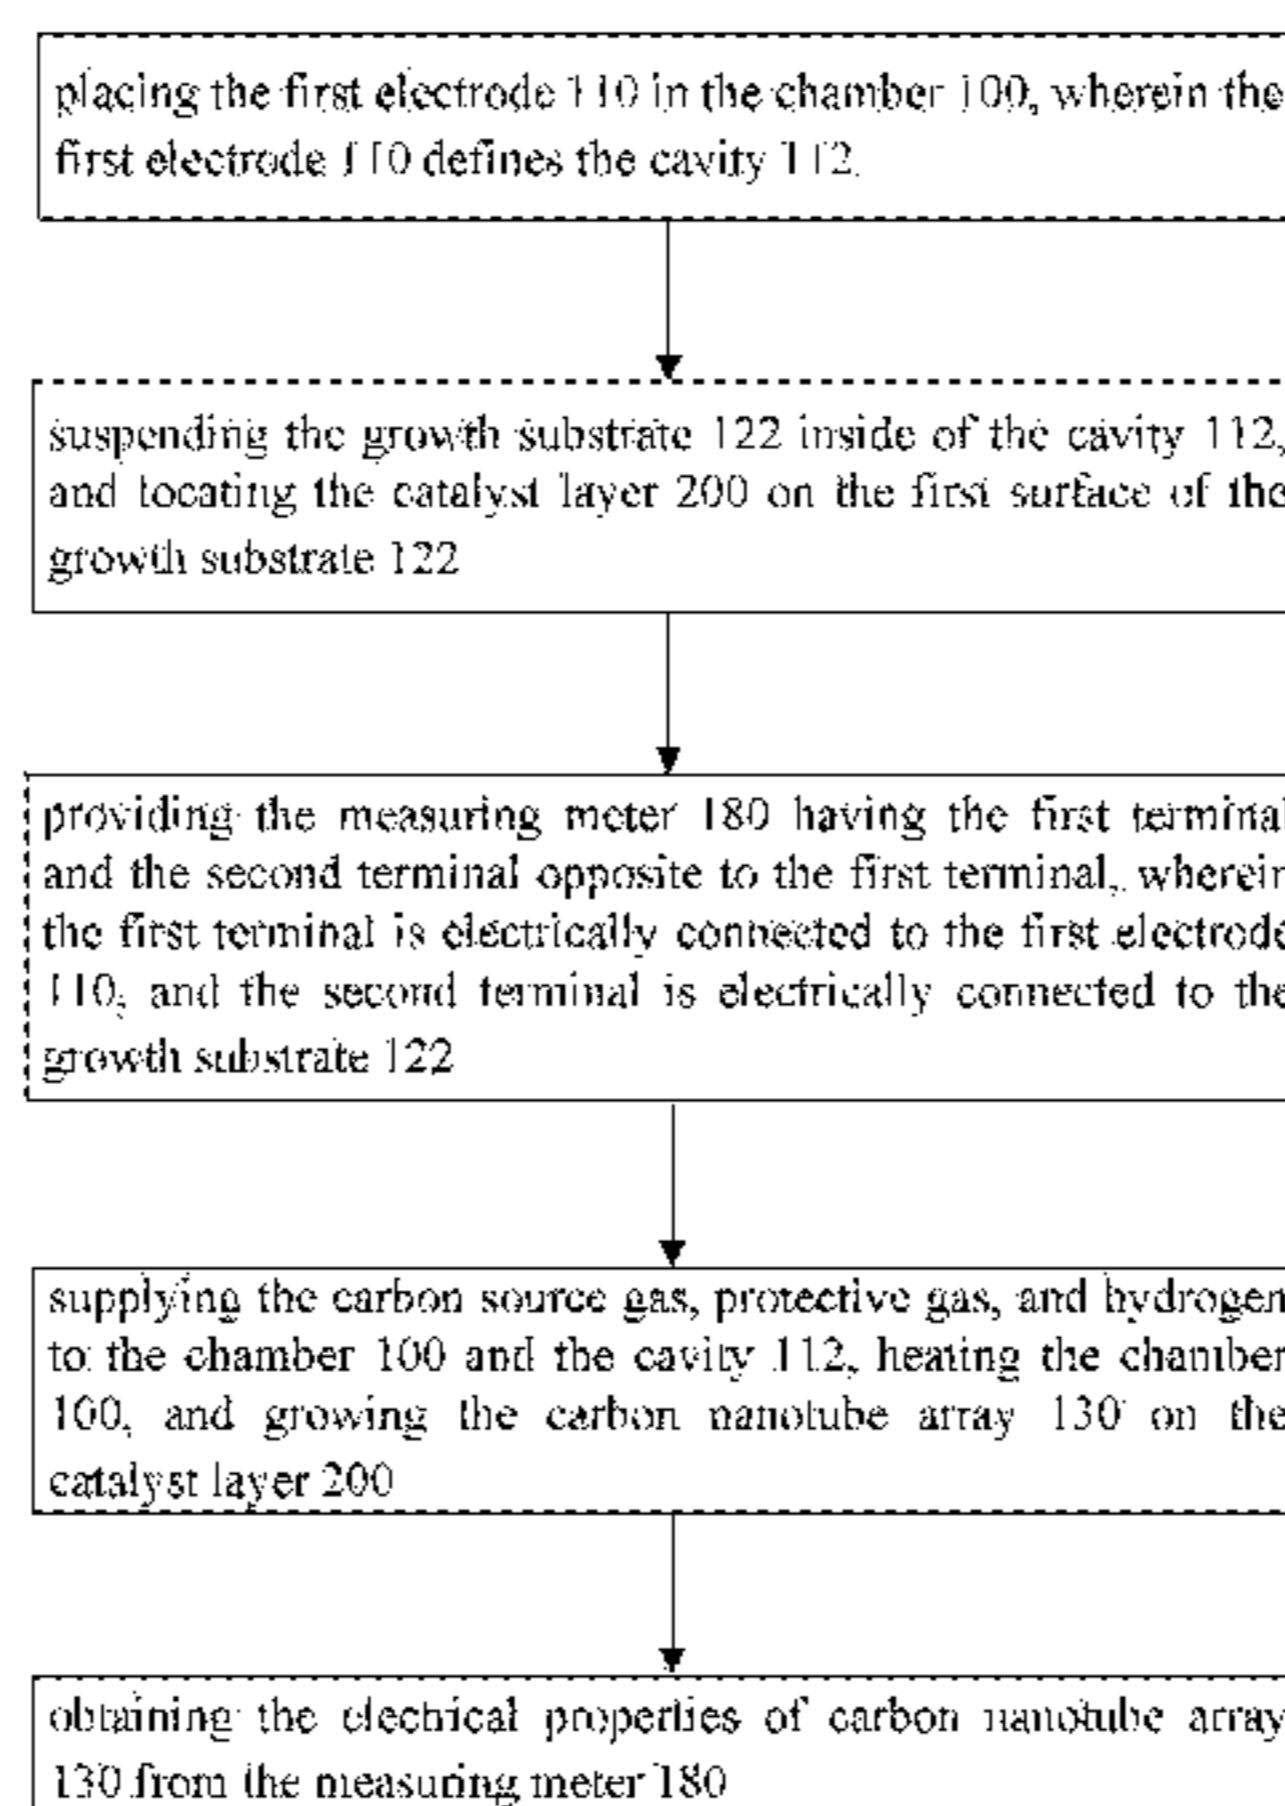 placing the first electrode 110 in the chamber 100, wherein the
first electrode 110 defines the cavity 112.
suspending the growth substrate 122 inside of the cavity 112,
and locating the catalyst layer 200 on the first surface of the
growth substrate 122
providing the measuring meter 180 having the first terminal
and the second terminal opposite to the first terminal, wherein
the first terminal is electrically connected to the first electrode
110, and the second terminal is electrically connected to the
growth substrate 122
supplying the carbon source gas, protective gas, and hydrogen
to the chamber 100 and the cavity 112, heating the chamber
100, and growing the carbon nanotube array 130 on the
catalyst layer 200
obtaining the electrical properties of carbon nanotube array
130 from the measuring meter 180